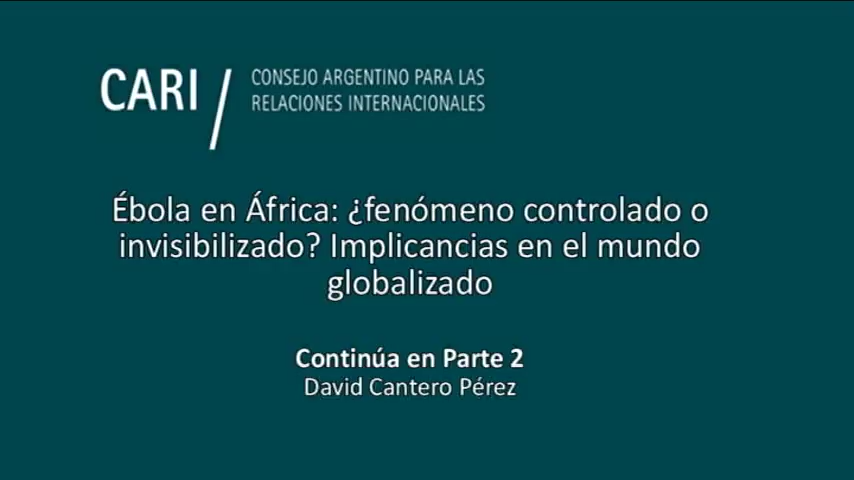 CARI
CONSEJO ARGENTINO PARA LAS
RELACIONES INTERNACIONALES
Ébola en África: ¿fenómeno controlado o
invisibilizado? Implicancias en el mundo
globalizado
Continúa en Parte 2
David Cantero Pérez